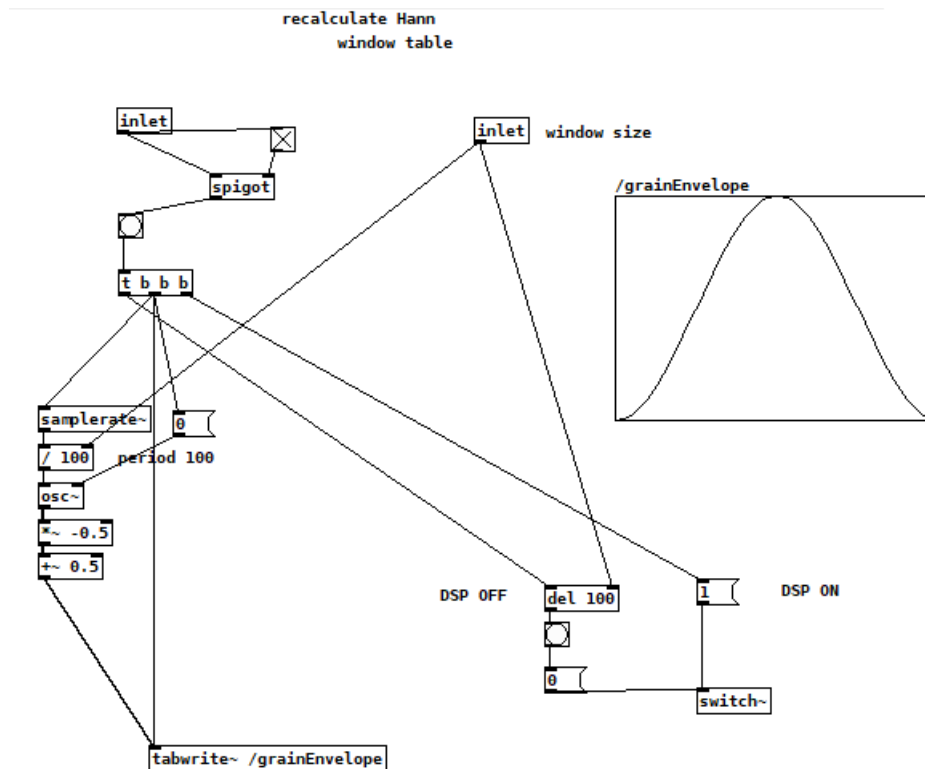 recalculate Hann
window table
inlet
inlet window size
spigot
/grainEnvelope
t b b b
samplerate~
0
/ 100
period 100
osc~
*~ -0.5
+~ 0.5
DSP OFF
del 100
1
DSP ON
0
switch~
tabwrite~ /grainEnvelope